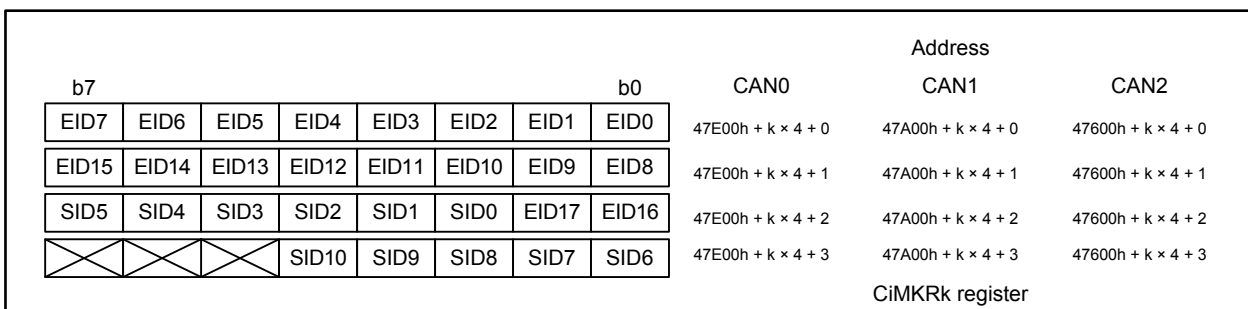 Address
b7 b0 CAN0 CAN1 CAN2
EID7 EID6 EID5 EID4 EID3 EID2 EID1 EID0 47E00h + k × 4 + 0 47A00h + k × 4 + 0 47600h + k × 4 + 0
EID15 EID14 EID13 EID12 EID11 EID10 EID9 EID8 47E00h + k × 4 + 1 47A00h + k × 4 + 1 47600h + k × 4 + 1
SID5 SID4 SID3 SID2 SID1 SID0 EID17 EID16 47E00h + k × 4 + 2 47A00h + k × 4 + 2 47600h + k × 4 + 2
SID10 SID9 SID8 SID7 SID6 47E00h + k × 4 + 3 47A00h + k × 4 + 3 47600h + k × 4 + 3
CiMKRk register